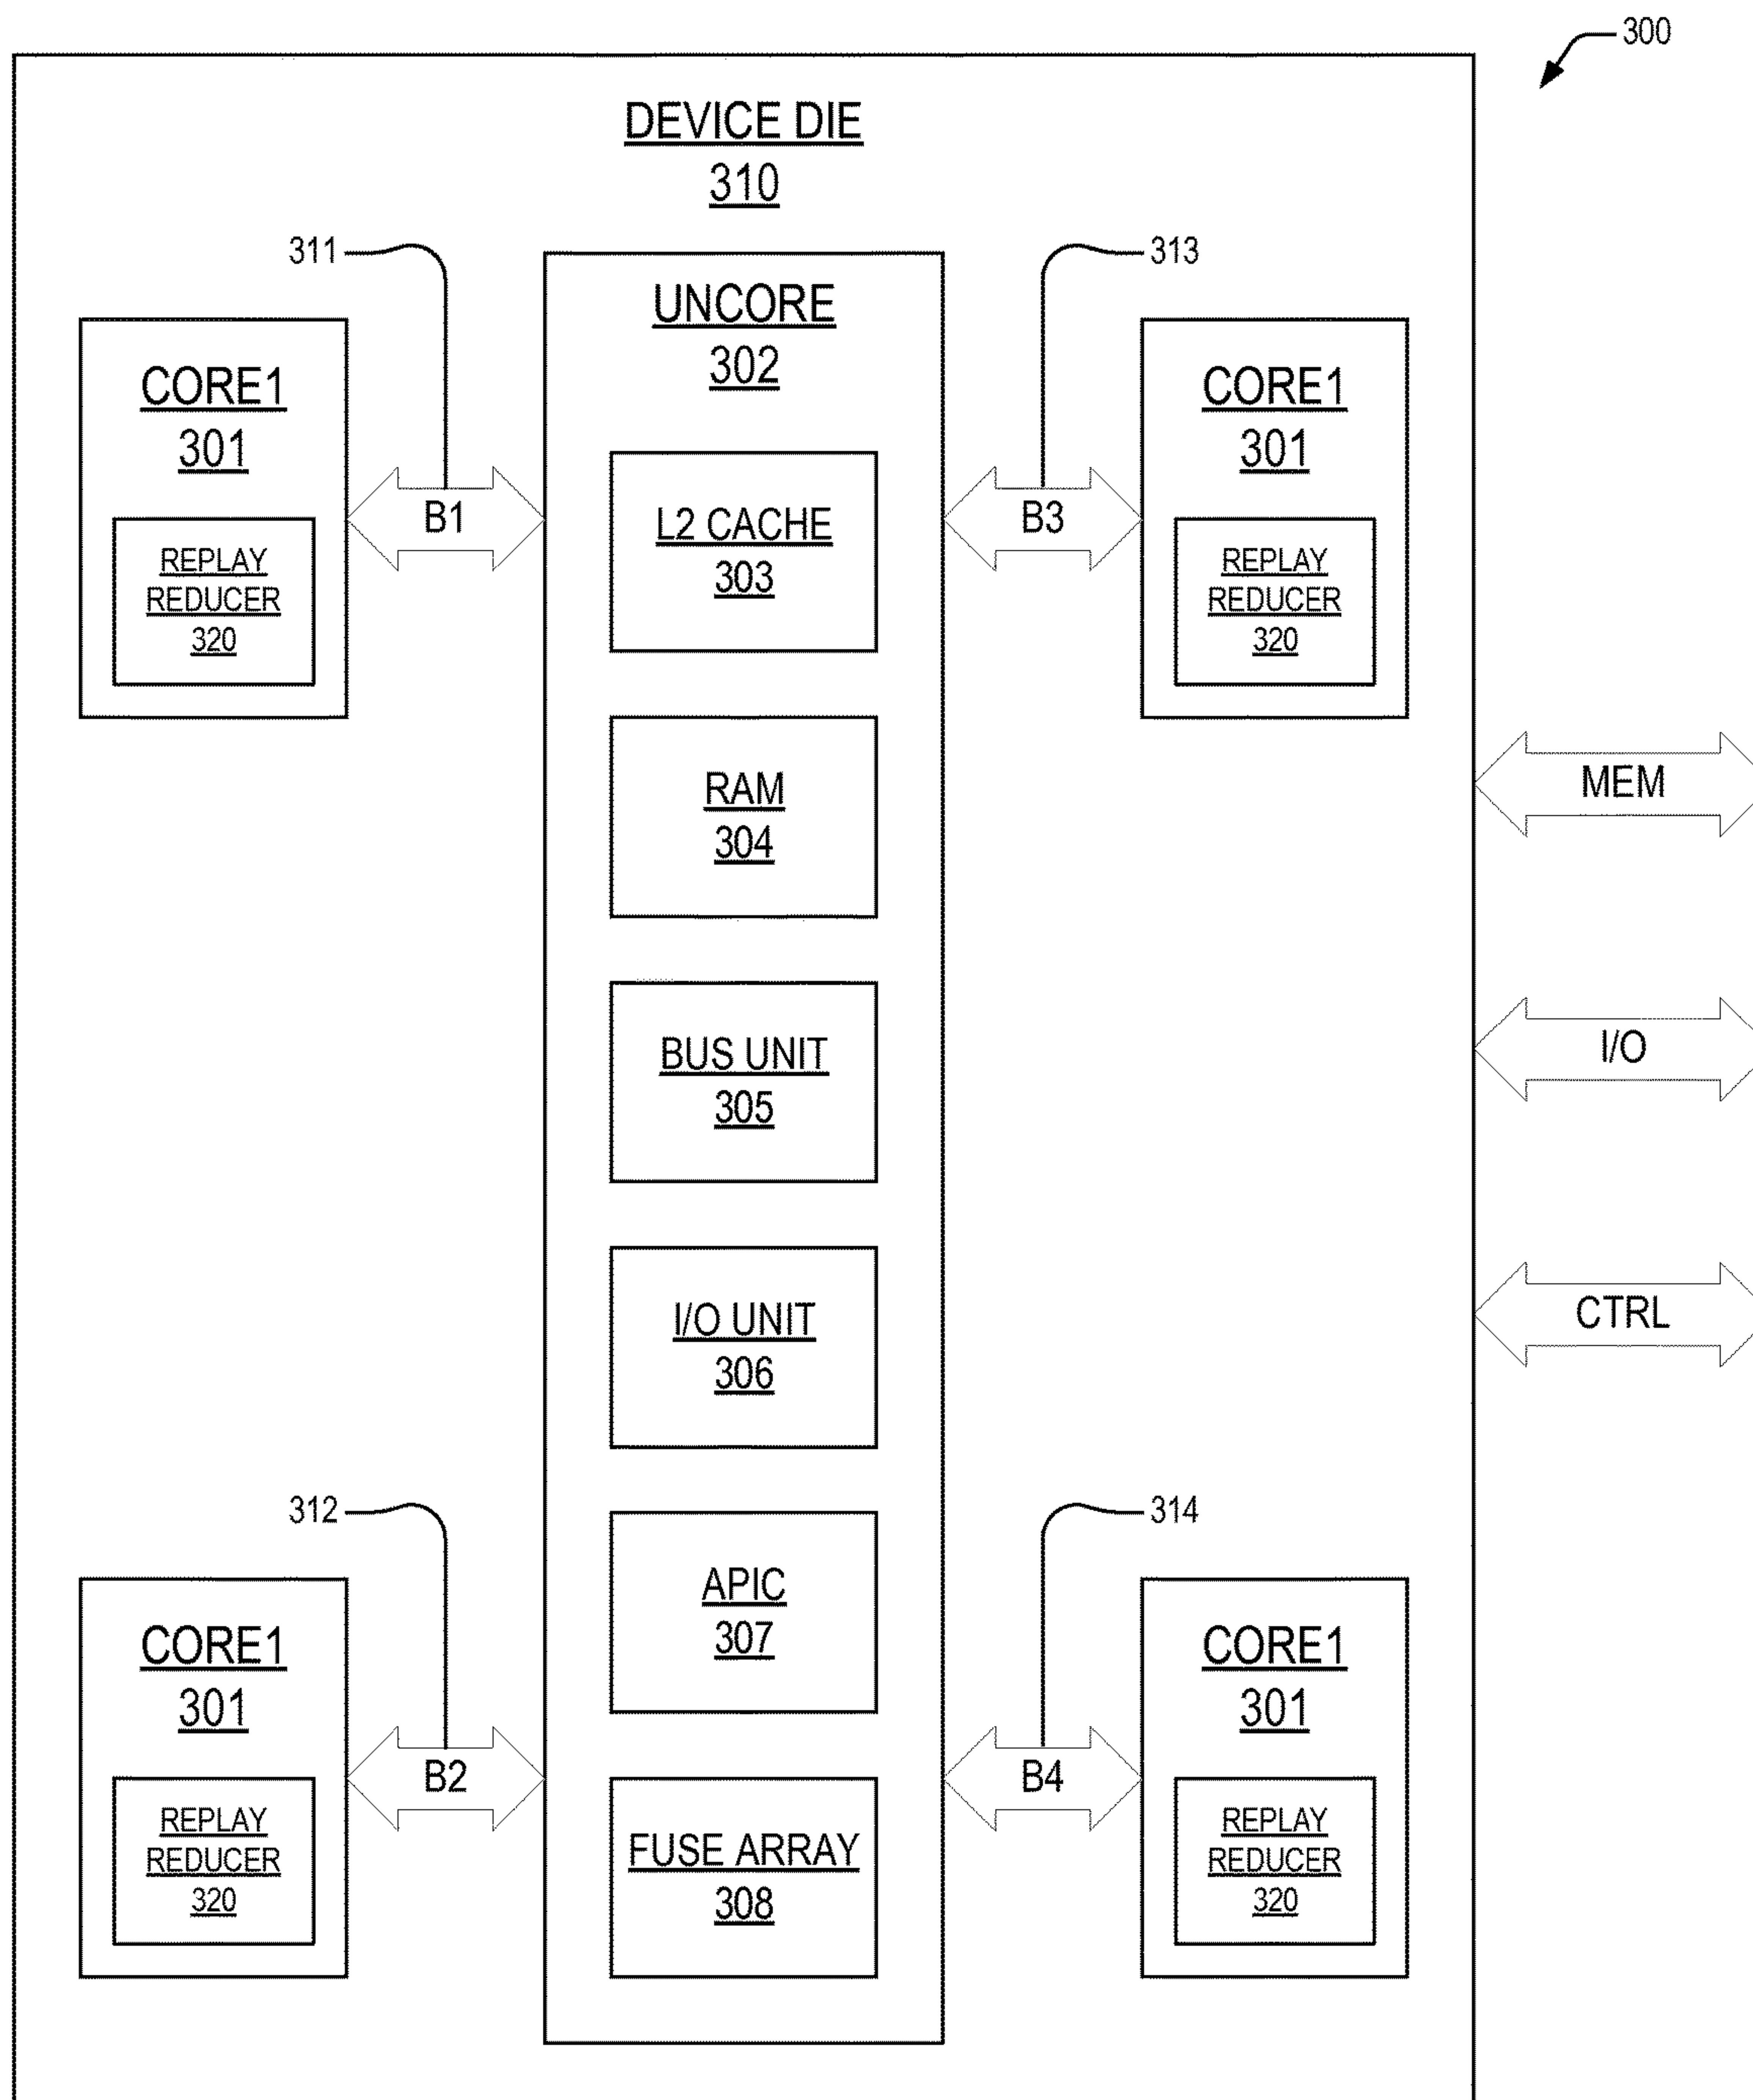 300
DEVICE DIE
310
311
313
UNCORE
302
CORE1
301
REPLAY
REDUCER
320
B1
L2 CACHE
303
B3
CORE1
301
REPLAY
REDUCER
320
RAM
304
MEM
BUS UNIT
305
I/O
I/O UNIT
306
CTRL
312
314
APIC
307
CORE1
301
REPLAY
REDUCER
320
B2
FUSE ARRAY
308
B4
CORE1
301
REPLAY
REDUCER
320